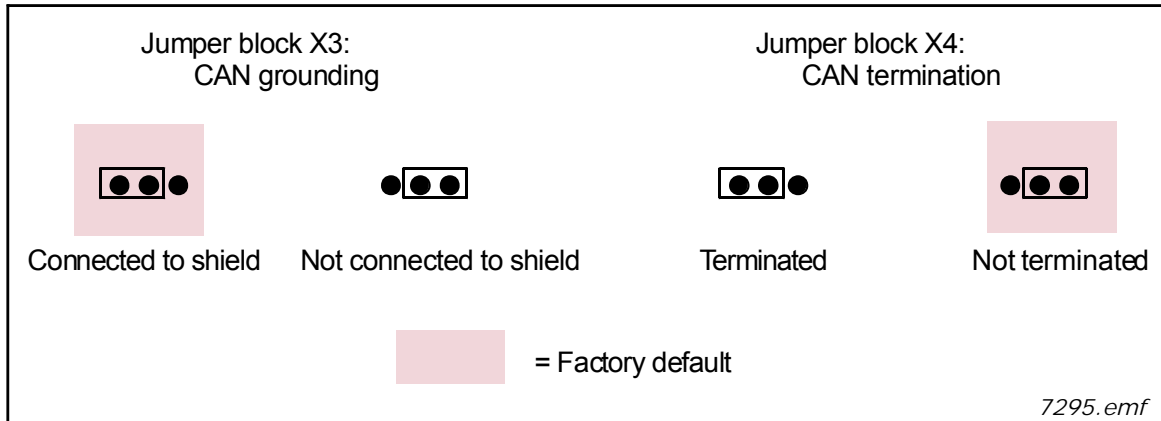 Jumper block X3:
CAN grounding
Jumper block X4:
CAN termination
Connected to shield
Not connected to shield
Terminated
Not terminated
= Factory default
7295.emf